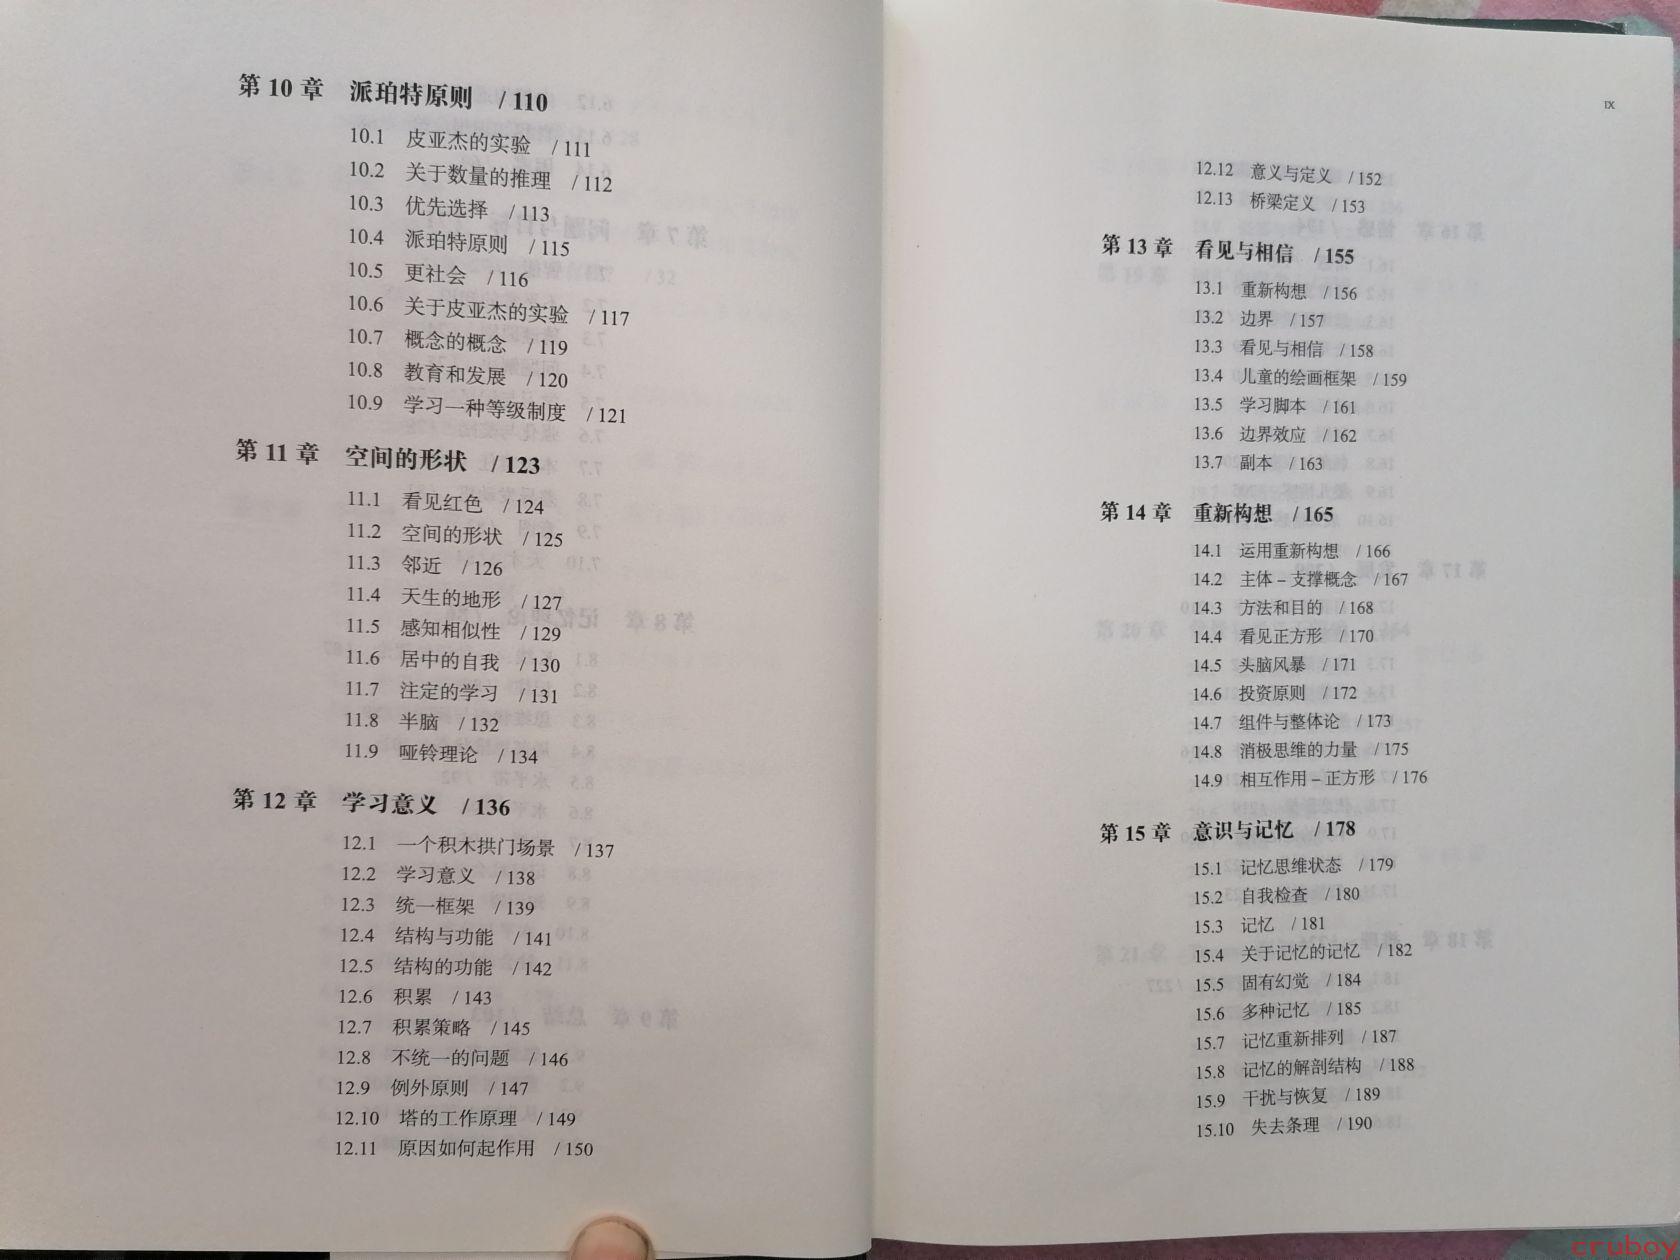 第 10 章 派珀特原则 / 110
10.1 皮亚杰的实验 / 111
10.2 关于数量的推理 / 112
10.3 优先选择 / 113
10.4 派珀特原则 / 115
10.5 更社会 / 116
10.6 关于皮亚杰的实验 / 117
10.7 概念的概念 / 119
10.8 教育和发展 / 120
10.9 学习一种等级制度 / 121
第 11 章 空间的形状 / 123
11.1 看见红色 / 124
11.2 空间的形状 / 125
11.3 邻近 / 126
11.4 天生的地形 / 127
11.5 感知相似性 / 129
11.6 居中的自我 / 130
11.7 注定的学习 / 131
11.8 半脑 / 132
11.9 哑铃理论 / 134
第 12 章 学习意义 / 136
12.1 一个积木拱门场景 / 137
12.2 学习意义 / 138
12.3 统一框架 / 139
12.4 结构与功能 / 141
12.5 结构的功能 / 142
12.6 积累 / 143
12.7 积累策略 / 145
12.8 不统一的问题 / 146
12.9 例外原则 / 147
12.10 塔的工作原理 / 149
12.11 原因如何起作用 / 150
IX
12.12 意义与定义 / 152
12.13 桥梁定义 / 153
第 13 章 看见与相信 / 155
13.1 重新构想 / 156
13.2 边界 / 157
13.3 看见与相信 / 158
13.4 儿童的绘画框架 / 159
13.5 学习脚本 / 161
13.6 边界效应 / 162
13.7 副本 / 163
第 14 章 重新构想 / 165
14.1 运用重新构想 / 166
14.2 主体－支撑概念 / 167
14.3 方法和目的 / 168
14.4 看见正方形 / 170
14.5 头脑风暴 / 171
14.6 投资原则 / 172
14.7 组件与整体论 / 173
14.8 消极思维的力量 / 175
14.9 相互作用－正方形 / 176
第 15 章 意识与记忆 / 178
15.1 记忆思维状态 / 179
15.2 自我检查 / 180
15.3 记忆 / 181
15.4 关于记忆的记忆 / 182
15.5 固有幻觉 / 184
15.6 多种记忆 / 185
15.7 记忆重新排列 / 187
15.8 记忆的解剖结构 / 188
15.9 干扰与恢复 / 189
15.10 失去条理 / 190
cruboy